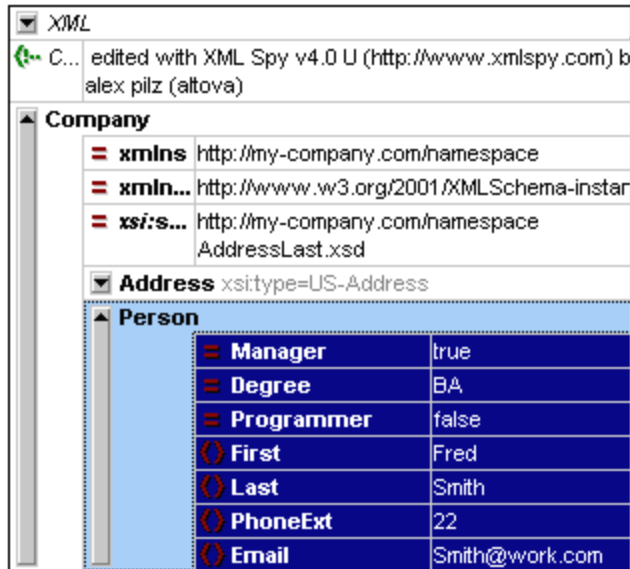 XML
C... edited with XML Spy v4.0 U (http://www.xmlspy.com) b
alex pilz (altova)
Company
= xmlns http://my-company.com/namespace
= xmln... http://www.w3.org/2001/XMLSchema-instan
= xsi:s... http://my-company.com/namespace
AddressLast.xsd
Address xsi:type=US-Address
Person
= Manager true
= Degree BA
= Programmer false
() First Fred
() Last Smith
() PhoneExt 22
() Email Smith@work.com